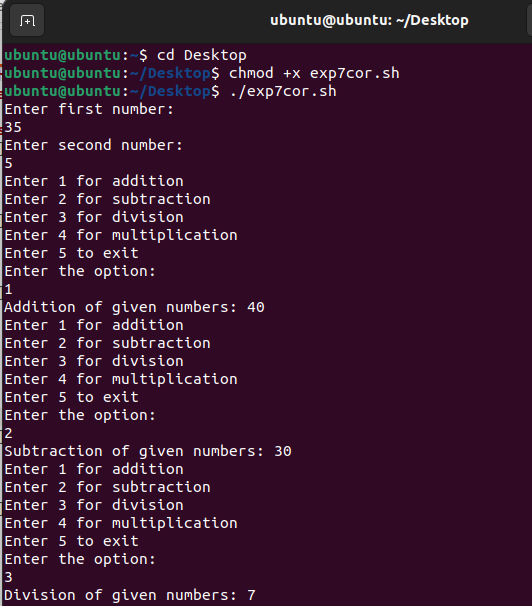 ubuntu@ubuntu: ~/Desktop
ubuntu@ubuntu:~$ cd Desktop
ubuntu@ubuntu:~/Desktop$ chmod +x exp7cor.sh
ubuntu@ubuntu:~/Desktop$ ./exp7cor.sh
Enter first number:
35
Enter second number:
5
Enter 1 for addition
Enter 2 for subtraction
Enter 3 for division
Enter 4 for multiplication
Enter 5 to exit
Enter the option:
1
Addition of given numbers: 40
Enter 1 for addition
Enter 2 for subtraction
Enter 3 for division
Enter 4 for multiplication
Enter 5 to exit
Enter the option:
2
Subtraction of given numbers: 30
Enter 1 for addition
Enter 2 for subtraction
Enter 3 for division
Enter 4 for multiplication
Enter 5 to exit
Enter the option:
3
Division of given numbers: 7